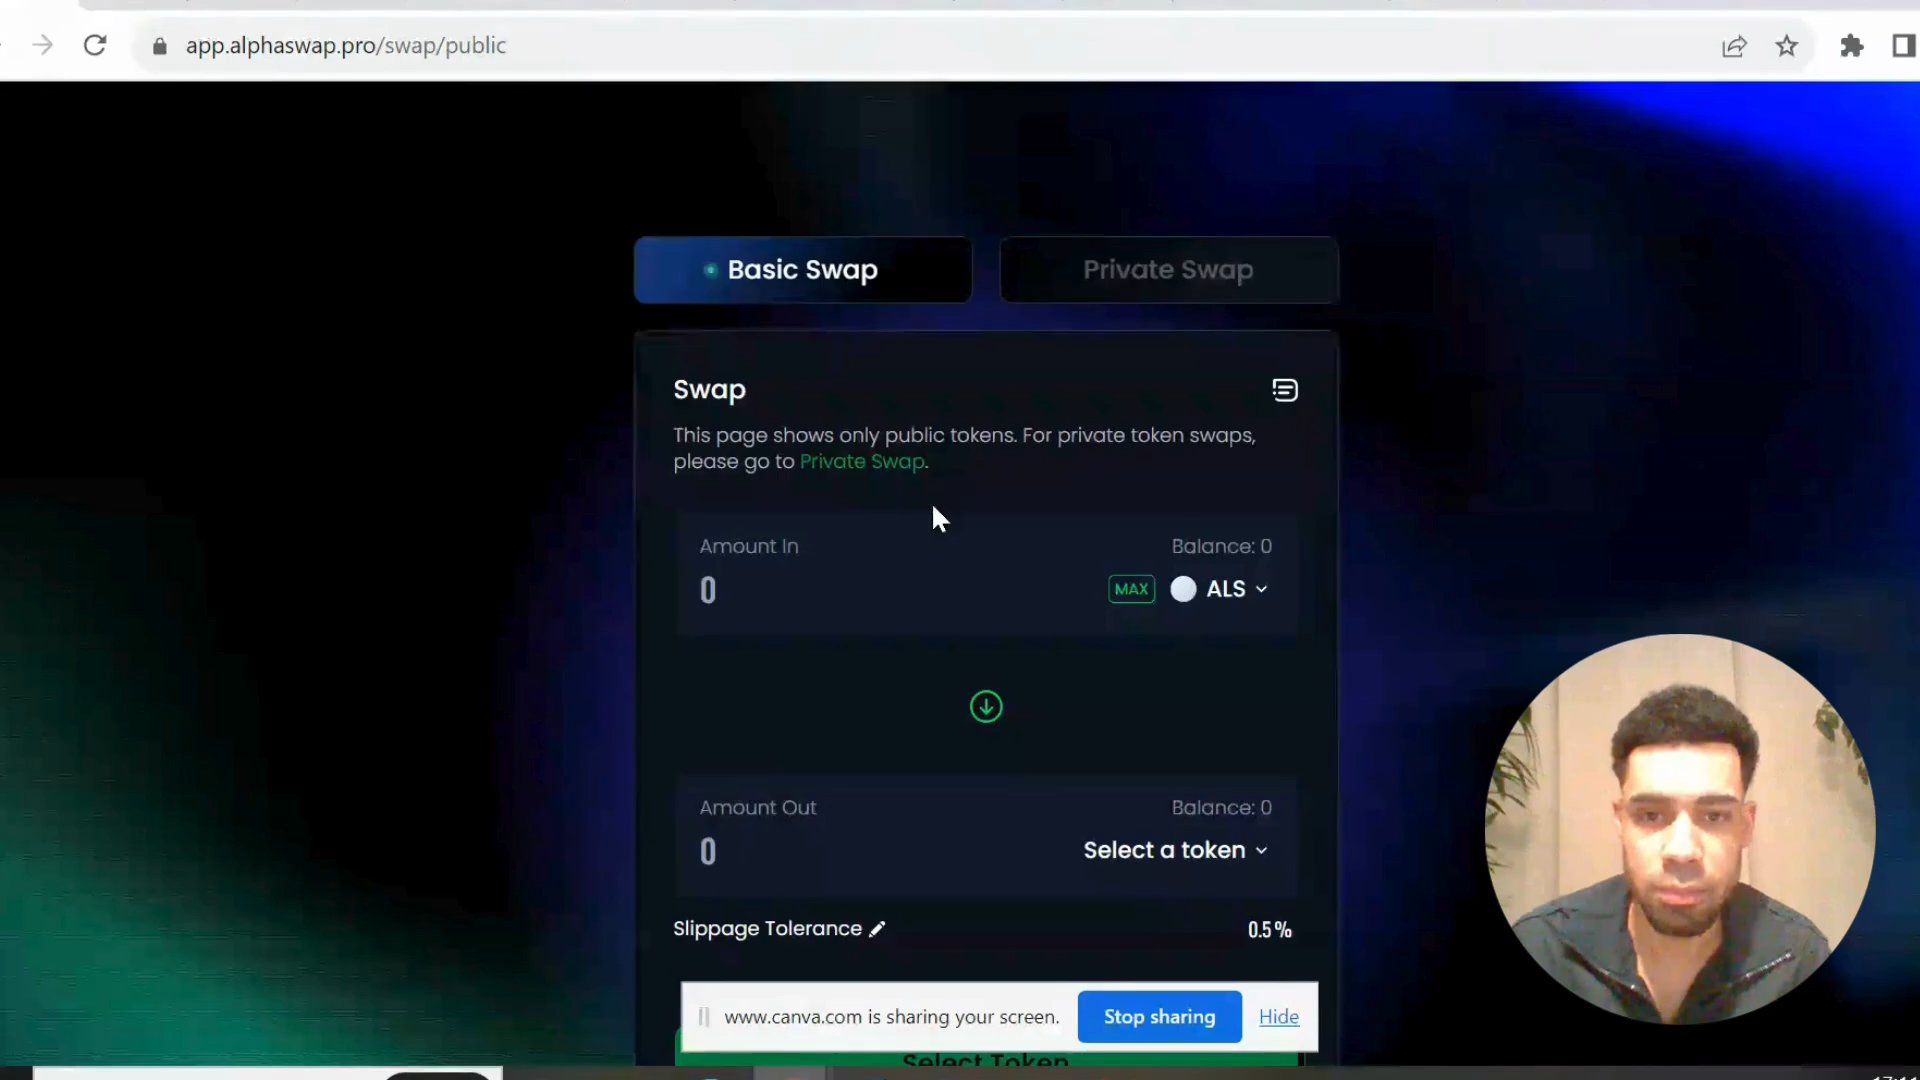 app.alphaswap.pro/swap/public
Basic Swap
Private Swap
Swap
This page shows only public tokens. For private token swaps,
please go to Private Swap.
Amount In
Balance: 0
0
MAX
ALS
Amount Out
Balance: 0
0
Select a token
Slippage Tolerance
0.5 %
www.canva.com is sharing your screen.
Stop sharing
Hide
Select Token